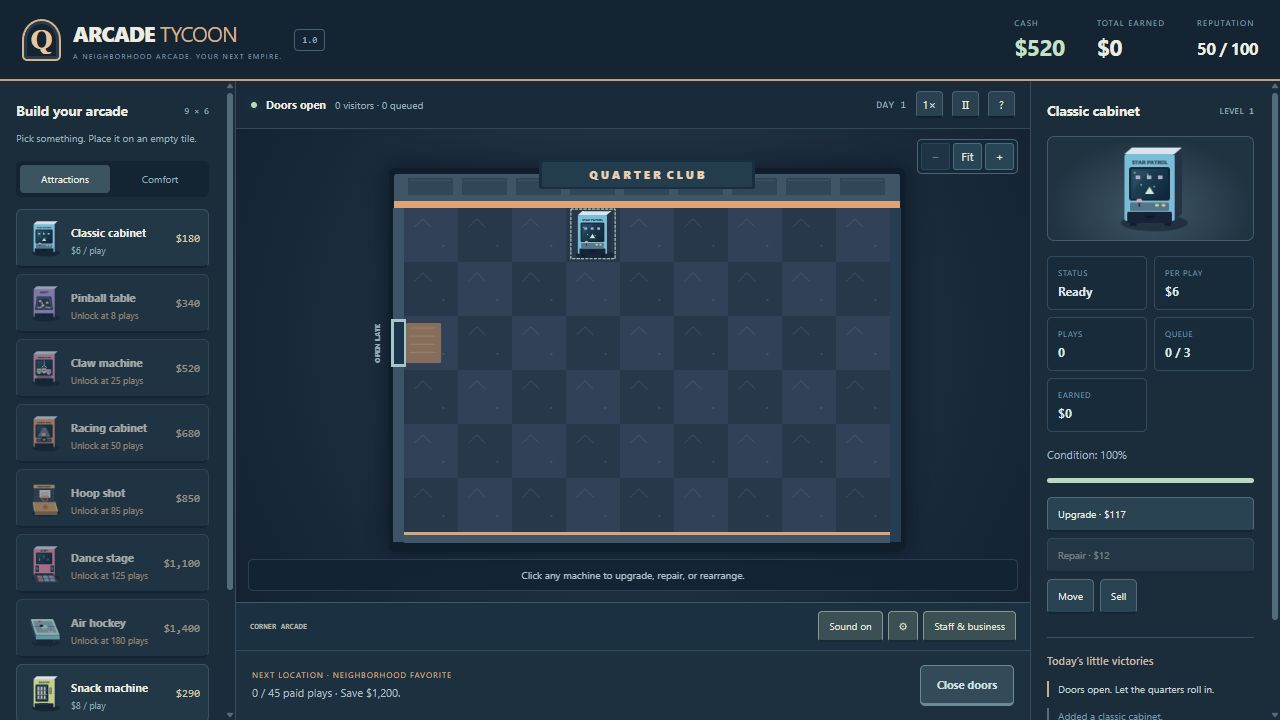 Q
ARCADE TYCOON
A NEIGHBORHOOD ARCADE. YOUR NEXT EMPIRE.
1.0
CASH
$520
TOTAL EARNED
$0
REPUTATION
50 / 100
Build your arcade
9 × 6
Pick something. Place it on an empty tile.
Attractions
Comfort
Classic cabinet
$6 / play
$180
Pinball table
Unlock at 8 plays
$340
Claw machine
Unlock at 25 plays
$520
Racing cabinet
Unlock at 50 plays
$680
Hoop shot
Unlock at 85 plays
$850
Dance stage
Unlock at 125 plays
$1,100
Air hockey
Unlock at 180 plays
$1,400
Snack machine
$8 / play
$290
Doors open
0 visitors · 0 queued
DAY 1
1×
II
?
−
Fit
+
QUARTER CLUB
OPEN LATE
Click any machine to upgrade, repair, or rearrange.
CORNER ARCADE
Sound on
⚙
Staff & business
NEXT LOCATION · NEIGHBORHOOD FAVORITE
0 / 45 paid plays · Save $1,200.
Close doors
Classic cabinet
LEVEL 1
STAR PATROL
STATUS
Ready
PER PLAY
$6
PLAYS
0
QUEUE
0 / 3
EARNED
$0
Condition: 100%
Upgrade · $117
Repair · $12
Move
Sell
Today's little victories
Doors open. Let the quarters roll in.
Added a classic cabinet.